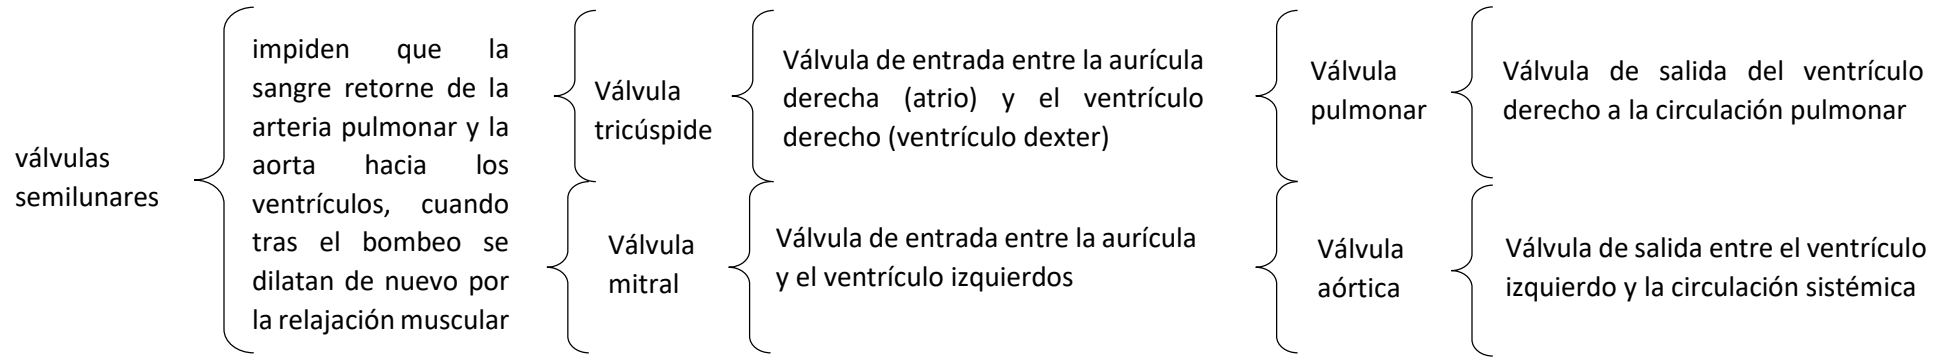 válvulas
semilunares
impiden que la
sangre retorne de la
arteria pulmonar y la
aorta hacia los
ventrículos, cuando
tras el bombeo se
dilatan de nuevo por
la relajación muscular
Válvula
tricúspide
Válvula de entrada entre la aurícula
derecha (atrio) y el ventrículo
derecho (ventrículo dexter)
Válvula
pulmonar
Válvula de salida del ventrículo
derecho a la circulación pulmonar
Válvula
mitral
Válvula de entrada entre la aurícula
y el ventrículo izquierdos
Válvula
aórtica
Válvula de salida entre el ventrículo
izquierdo y la circulación sistémica